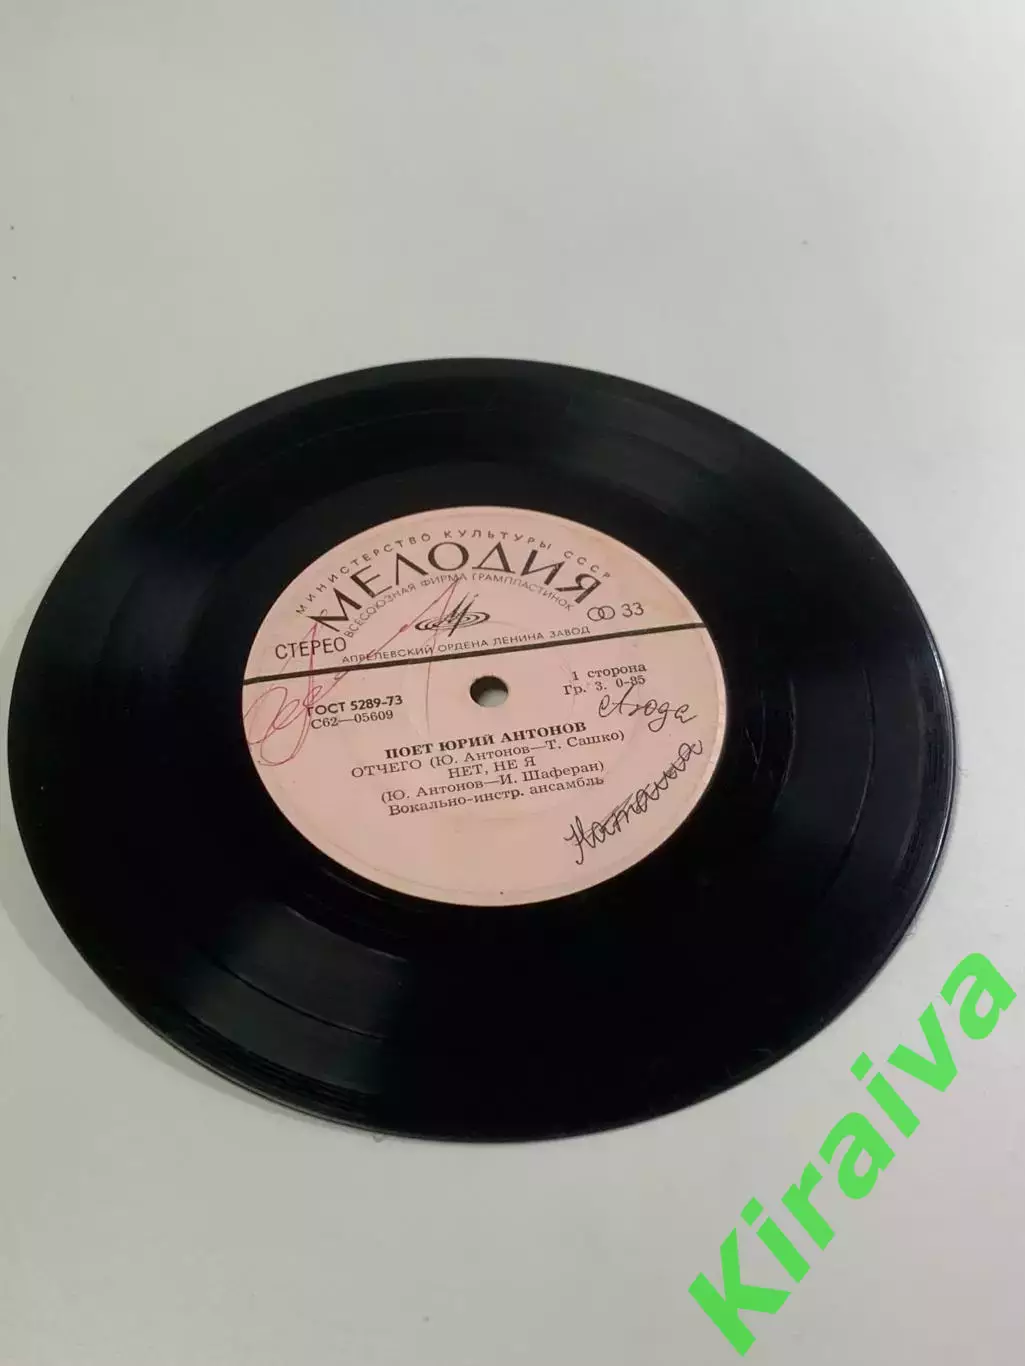 МИНИСТЕРСТВО КУЛЬТУРЫ СССР
МЕЛОДИЯ
ВСЕСОЮЗНАЯ ФИРМА ГРАМПЛАСТИНОК
СТЕРЕО
33
АПРЕЛЕВСКИЙ ОРДЕНА ЛЕНИНА ЗАВОД
ГОСТ 5289-73
С62—05609
1 сторона
Гр. 3. 0-85
ПОЕТ ЮРИЙ АНТОНОВ
ОТЧЕГО (Ю. Антонов—Т. Сашко)
НЕТ, НЕ Я
(Ю. Антонов—И. Шаферан)
Вокально-инстр. ансамбль
Наташа
Kiraiva